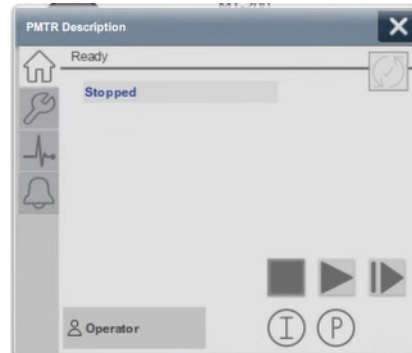 PMTR Description
Ready
Stopped
Operator
I
P